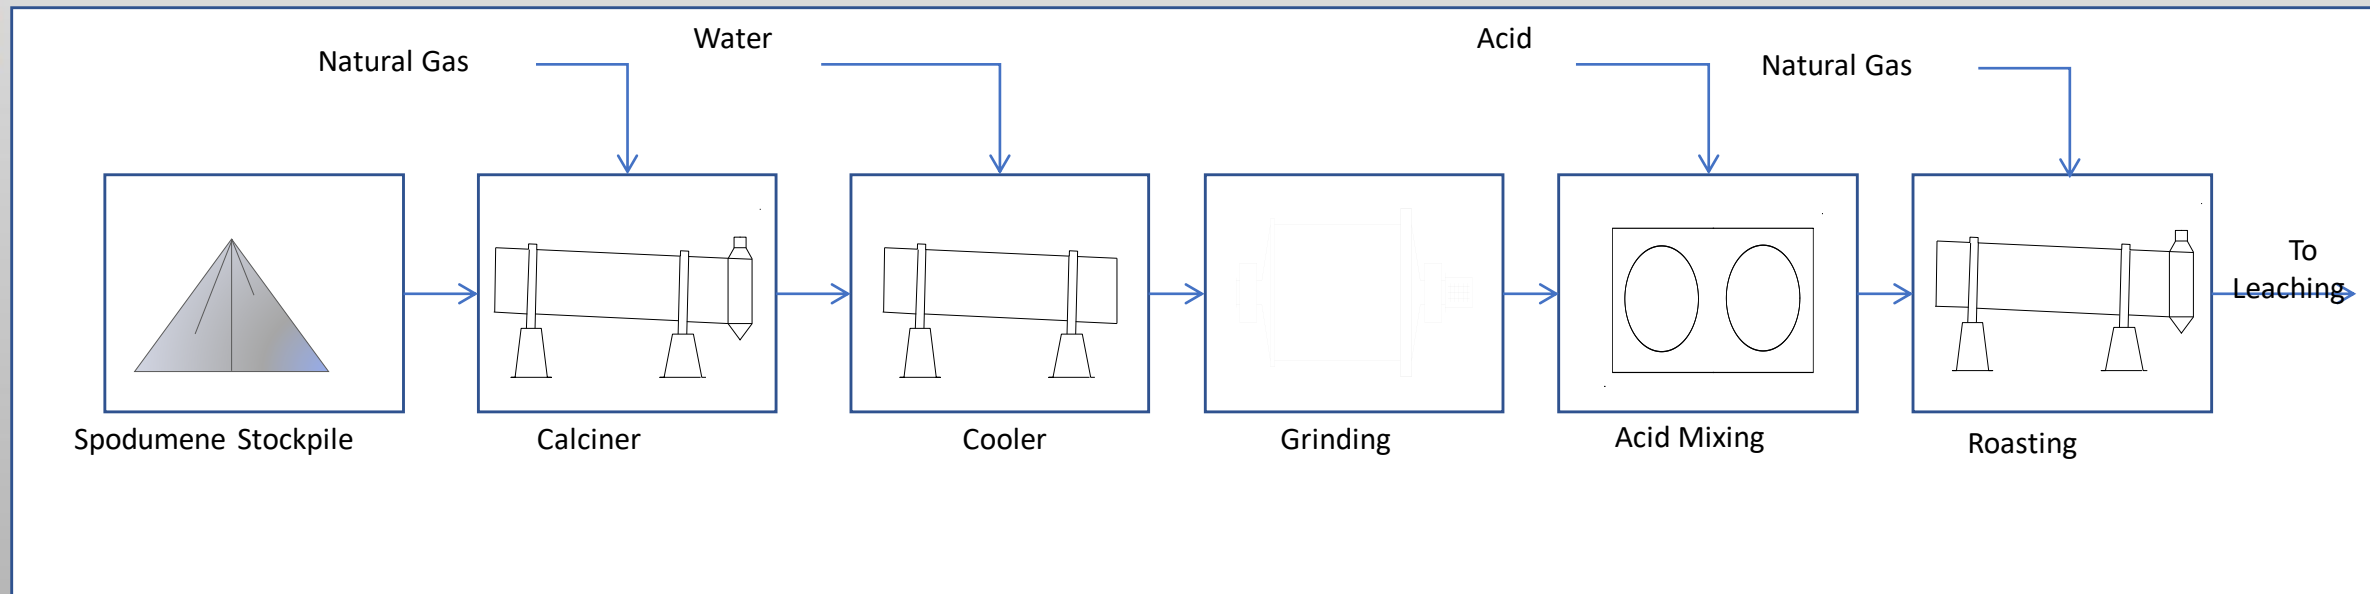 Water
Acid
Natural Gas
Natural Gas
To
Leaching
Spodumene Stockpile
Calciner
Cooler
Grinding
Acid Mixing
Roasting